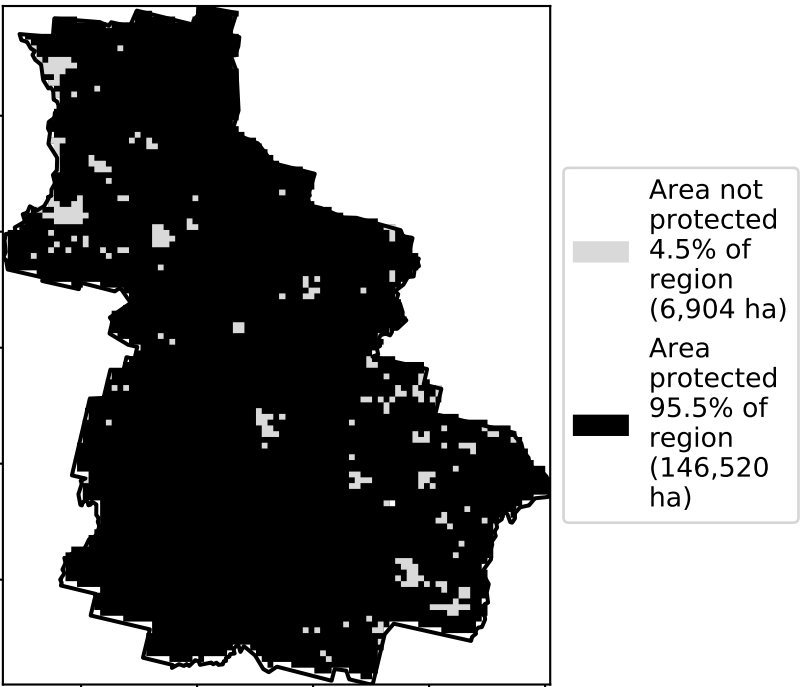 Area not
protected
4.5% of
region
(6,904 ha)
Area
protected
95.5% of
region
(146,520
ha)